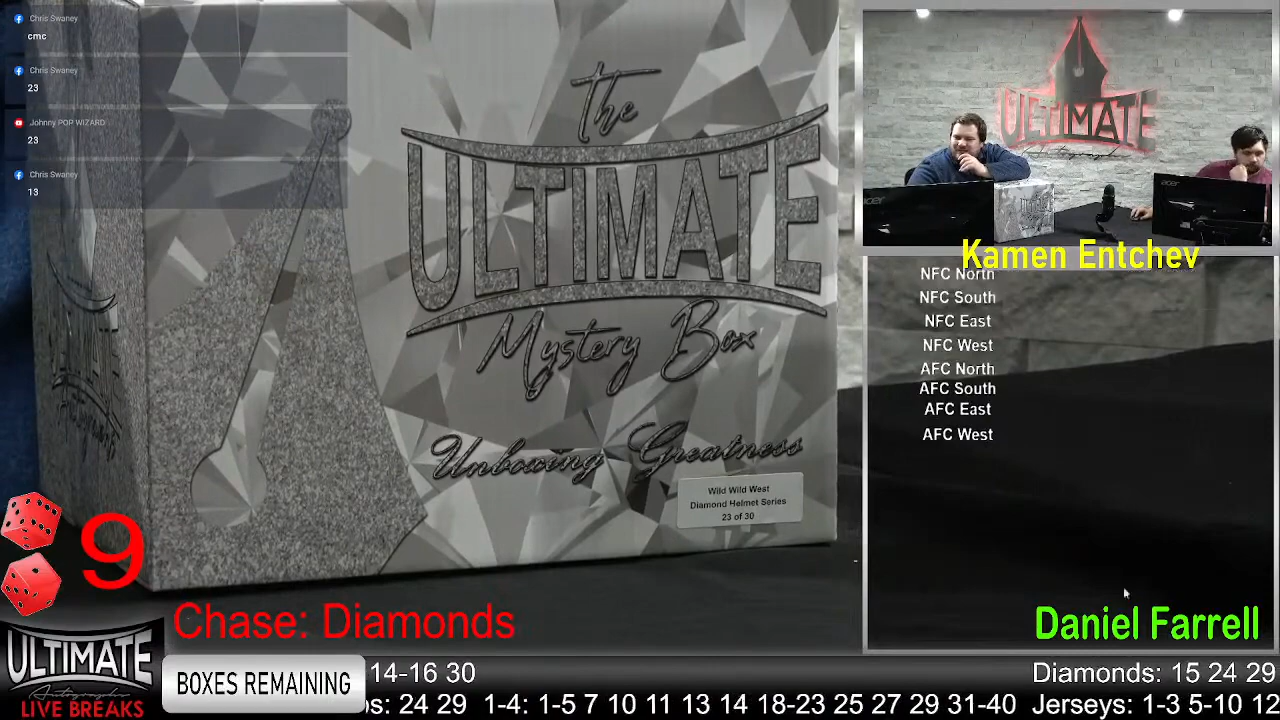 Chris Swaney
cmc
Chris Swaney
23
Johnny POP WIZARD
23
Chris Swaney
13
The
ULTIMATE
Mystery Box
Unboxing Greatness
Wild Wild West
Diamond Helmet Series
23 of 30
ULTIMATE
acer
acer
Kamen Entchev
NFC North
NFC South
NFC East
NFC West
AFC North
AFC South
AFC East
AFC West
9
Chase: Diamonds
Daniel Farrell
ULTIMATE
Autographs
LIVE BREAKS
BOXES REMAINING
14-16 30
Diamonds: 15 24 29
24 29 1-4: 1-5 7 10 11 13 14 18-23 25 27 29 31-40 Jerseys: 1-3 5-10 12